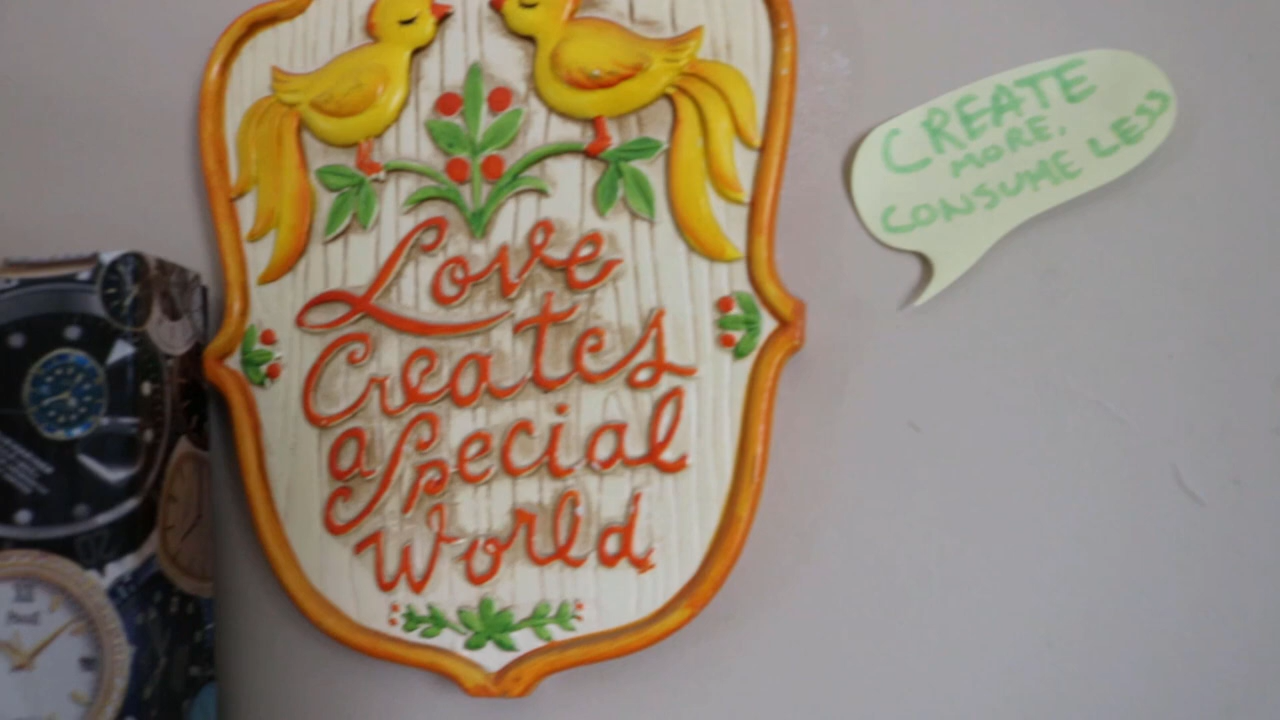 Love
Creates
a Special
World
CREATE
MORE.
CONSUME LESS